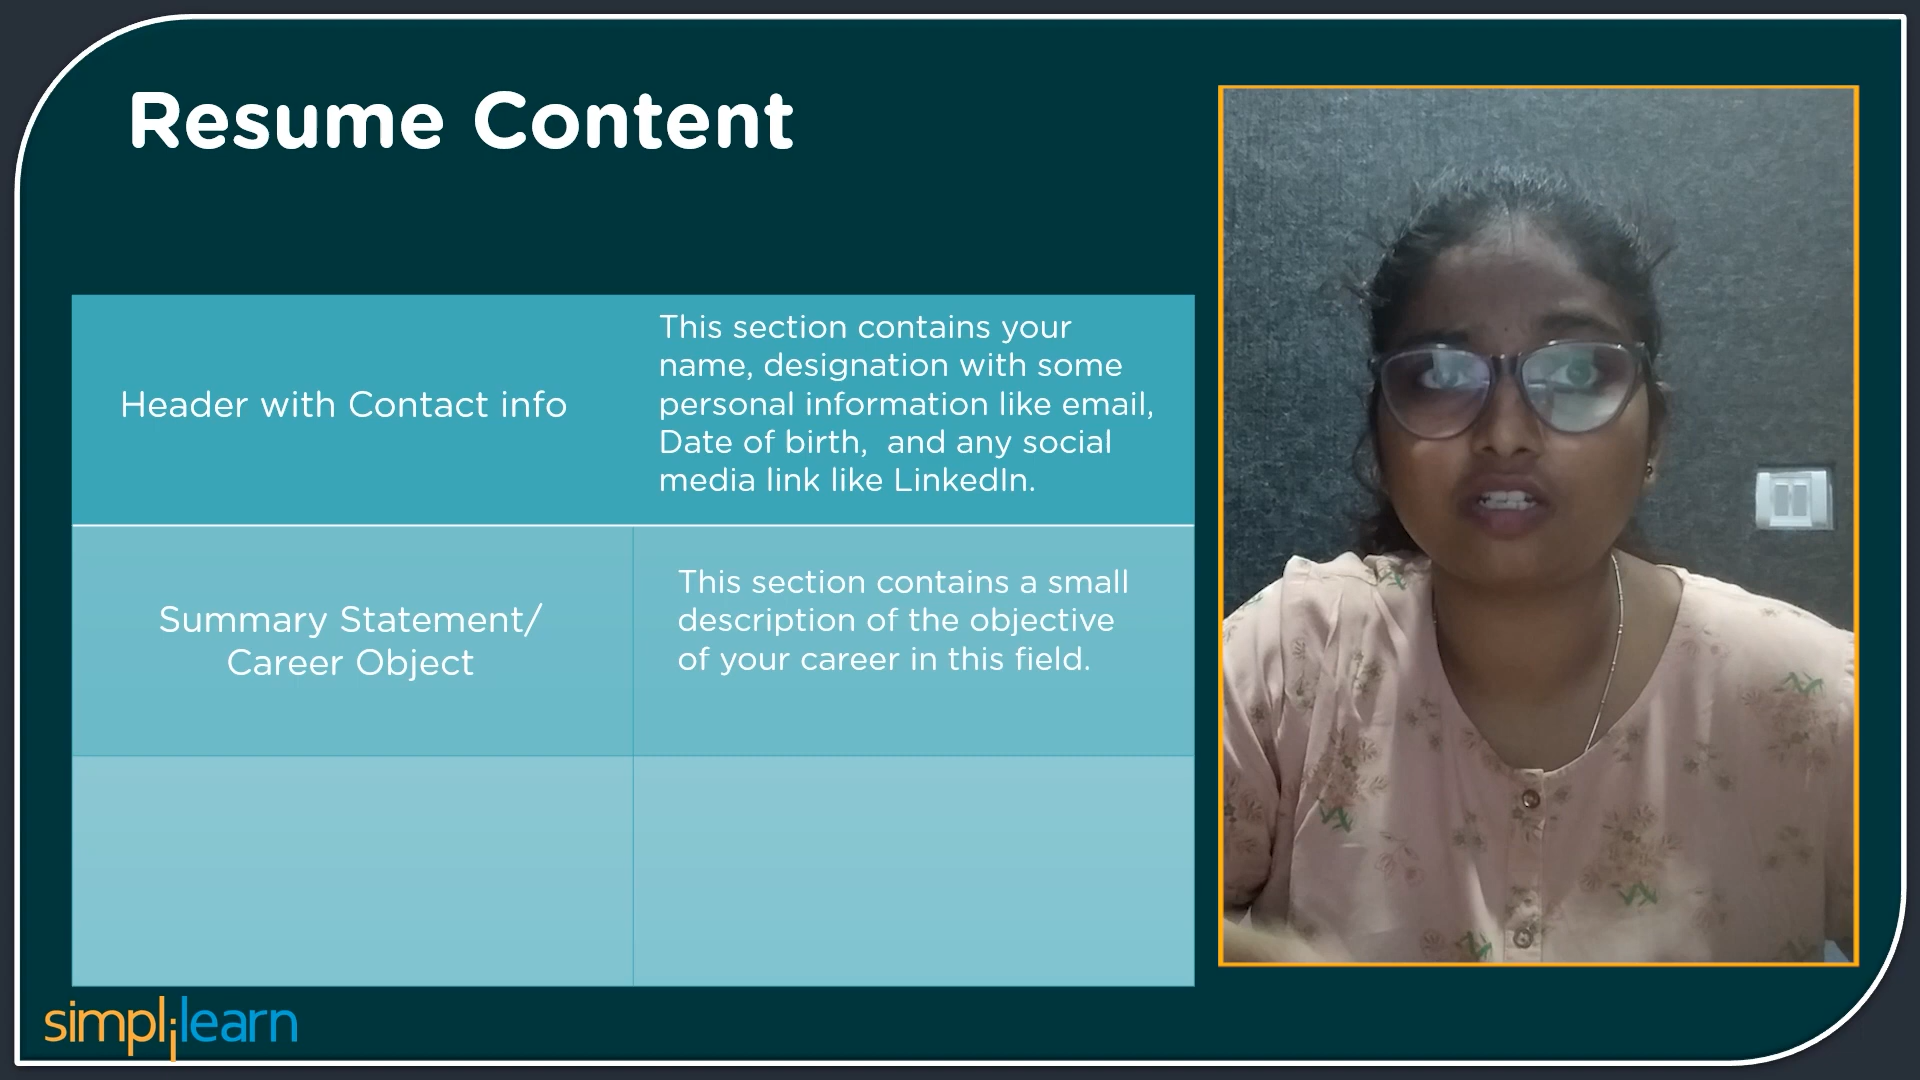 Resume Content
Header with Contact info
This section contains your
name, designation with some
personal information like email,
Date of birth,  and any social
media link like LinkedIn.
Summary Statement/
Career Object
This section contains a small
description of the objective
of your career in this field.
simplilearn